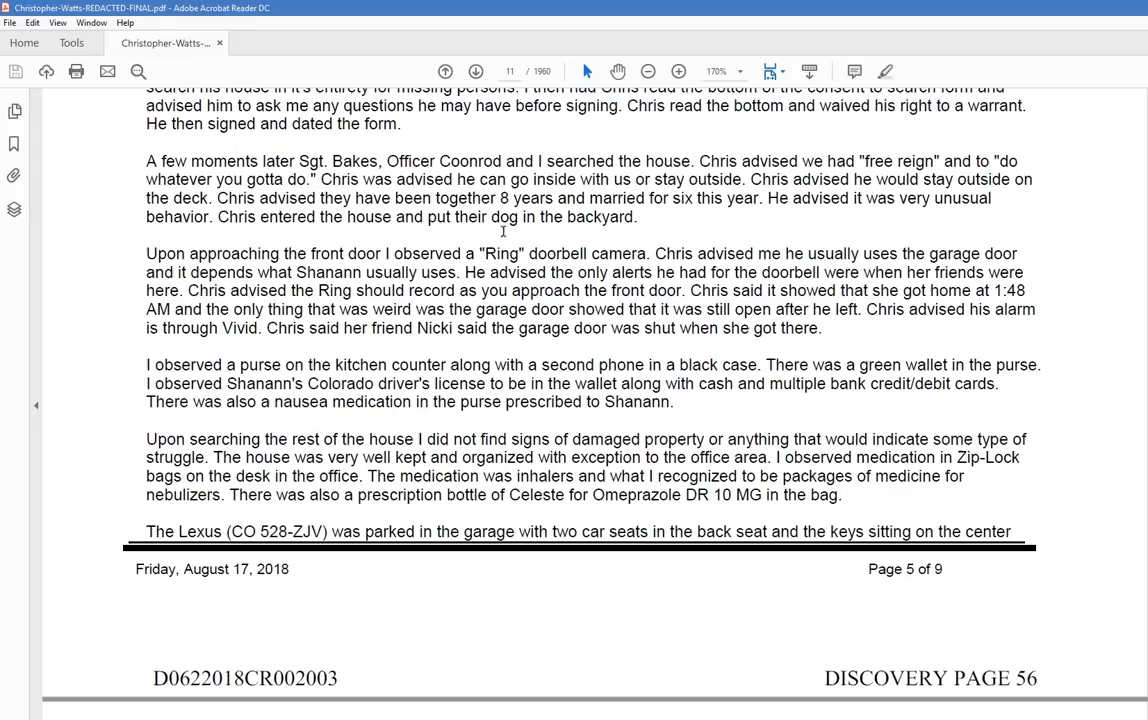 Christopher-Watts-REDACTED-FINAL.pdf - Adobe Acrobat Reader DC
File Edit View Window Help
Home Tools Christopher-Watts-... ×
11 / 1960 170%
search his house in it's entirety for missing persons. I then had Chris read the bottom of the consent to search form and
advised him to ask me any questions he may have before signing. Chris read the bottom and waived his right to a warrant.
He then signed and dated the form.
A few moments later Sgt. Bakes, Officer Coonrod and I searched the house. Chris advised we had "free reign" and to "do
whatever you gotta do." Chris was advised he can go inside with us or stay outside. Chris advised he would stay outside on
the deck. Chris advised they have been together 8 years and married for six this year. He advised it was very unusual
behavior. Chris entered the house and put their dog in the backyard.
Upon approaching the front door I observed a "Ring" doorbell camera. Chris advised me he usually uses the garage door
and it depends what Shanann usually uses. He advised the only alerts he had for the doorbell were when her friends were
here. Chris advised the Ring should record as you approach the front door. Chris said it showed that she got home at 1:48
AM and the only thing that was weird was the garage door showed that it was still open after he left. Chris advised his alarm
is through Vivid. Chris said her friend Nicki said the garage door was shut when she got there.
I observed a purse on the kitchen counter along with a second phone in a black case. There was a green wallet in the purse.
I observed Shanann's Colorado driver's license to be in the wallet along with cash and multiple bank credit/debit cards.
There was also a nausea medication in the purse prescribed to Shanann.
Upon searching the rest of the house I did not find signs of damaged property or anything that would indicate some type of
struggle. The house was very well kept and organized with exception to the office area. I observed medication in Zip-Lock
bags on the desk in the office. The medication was inhalers and what I recognized to be packages of medicine for
nebulizers. There was also a prescription bottle of Celeste for Omeprazole DR 10 MG in the bag.
The Lexus (CO 528-ZJV) was parked in the garage with two car seats in the back seat and the keys sitting on the center
Friday, August 17, 2018 Page 5 of 9
D0622018CR002003 DISCOVERY PAGE 56